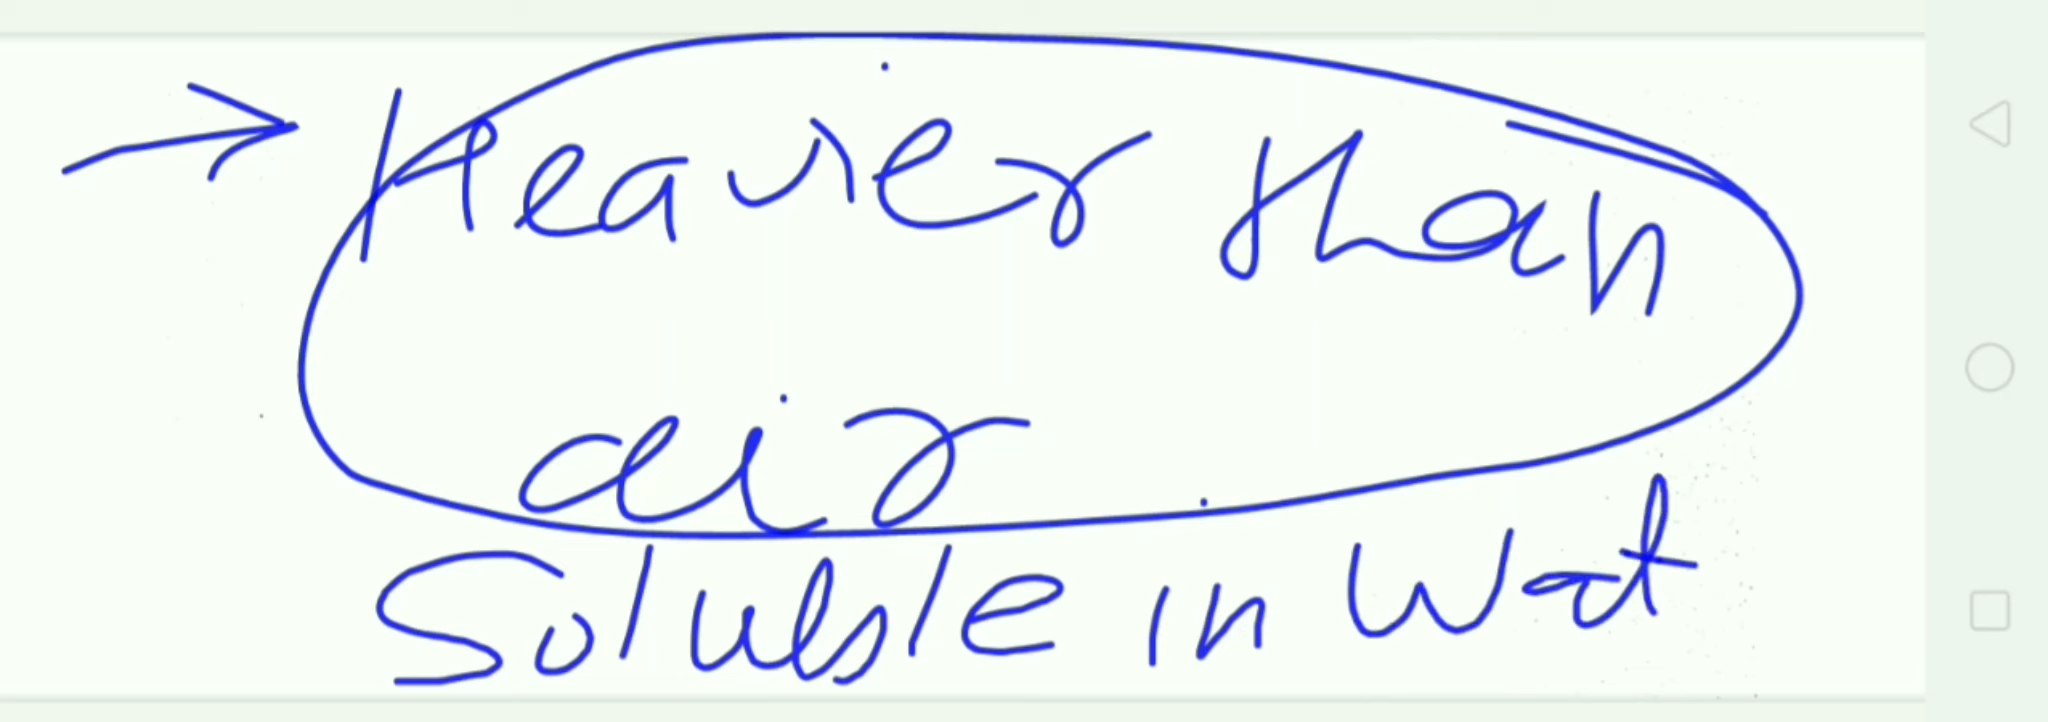 → Heavier than
air
Soluble in Wat